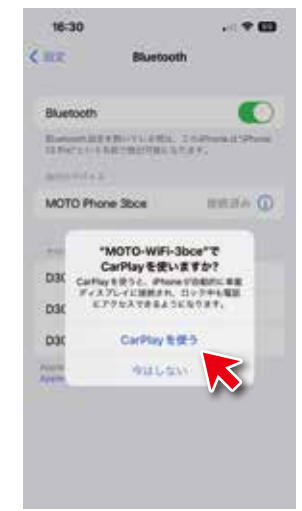 16:30
設定
Bluetooth
Bluetooth
MOTO Phone 3bce
接続済み
"MOTO-WiFi-3bce"で
CarPlayを使いますか?
CarPlayを使うと、iPhoneが自動的に車載
ディスプレイに接続され、ロック中も電話
にアクセスできるようになります。
D30
D30
D30
CarPlayを使う
今はしない